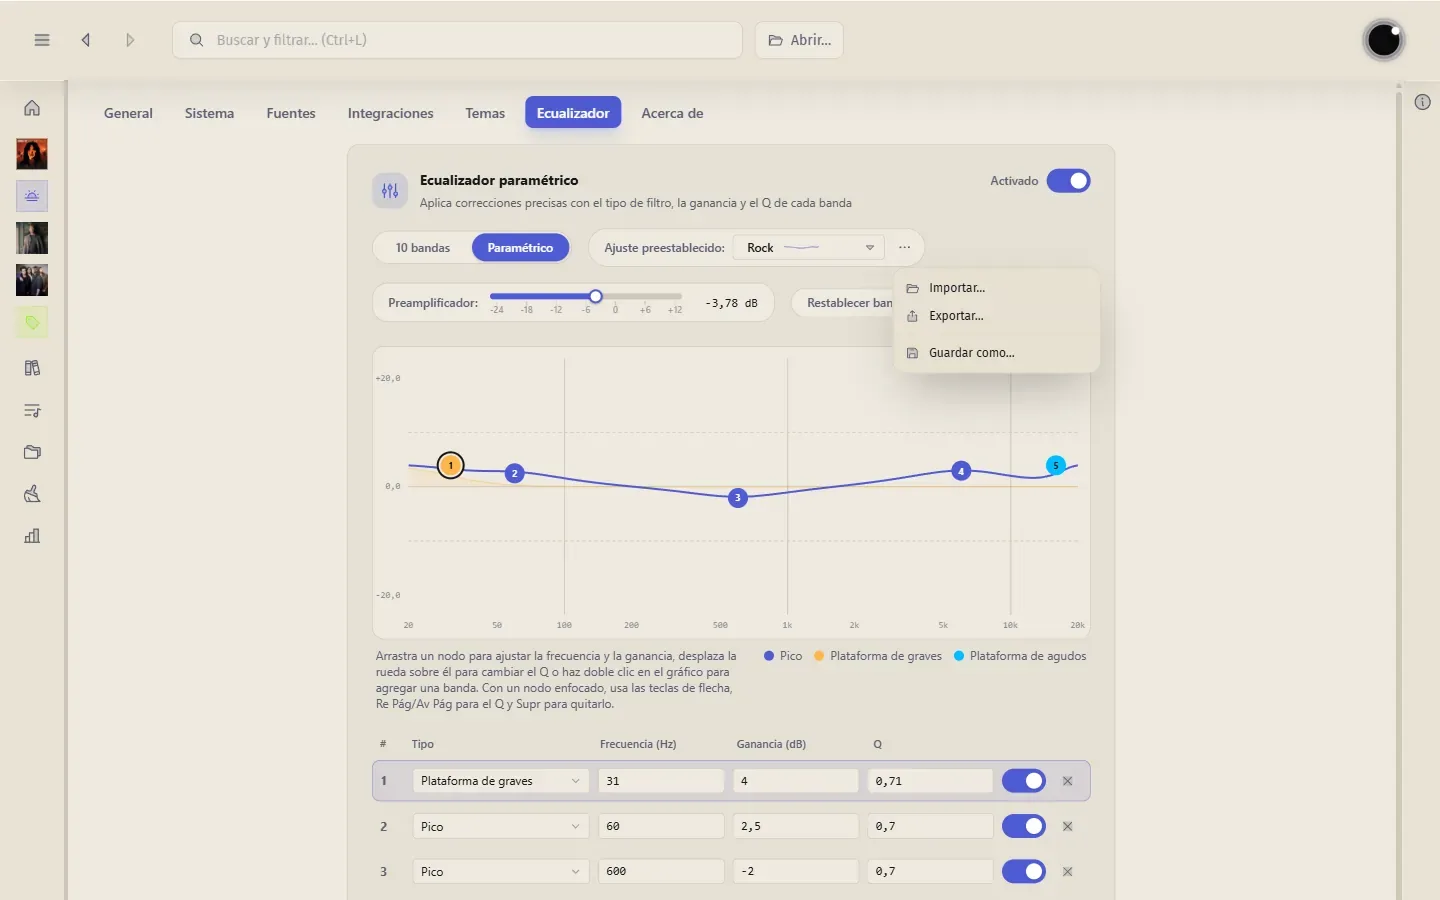 Buscar y filtrar... (Ctrl+L)
Abrir...
General
Sistema
Fuentes
Integraciones
Temas
Ecualizador
Acerca de
Ecualizador paramétrico
Aplica correcciones precisas con el tipo de filtro, la ganancia y el Q de cada banda
Activado
10 bandas
Paramétrico
Ajuste preestablecido:
Rock
...
Importar...
Exportar...
Guardar como...
Preamplificador:
-24 -18 -12 -6 0 +6 +12
-3,78 dB
Restablecer ban
+20,0
0,0
-20,0
1
2
3
4
5
20 50 100 200 500 1k 2k 5k 10k 20k
Arrastra un nodo para ajustar la frecuencia y la ganancia, desplaza la
rueda sobre él para cambiar el Q o haz doble clic en el gráfico para
agregar una banda. Con un nodo enfocado, usa las teclas de flecha,
Re Pág/Av Pág para el Q y Supr para quitarlo.
Pico
Plataforma de graves
Plataforma de agudos
# Tipo Frecuencia (Hz) Ganancia (dB) Q
1 Plataforma de graves 31 4 0,71
2 Pico 60 2,5 0,7
3 Pico 600 -2 0,7